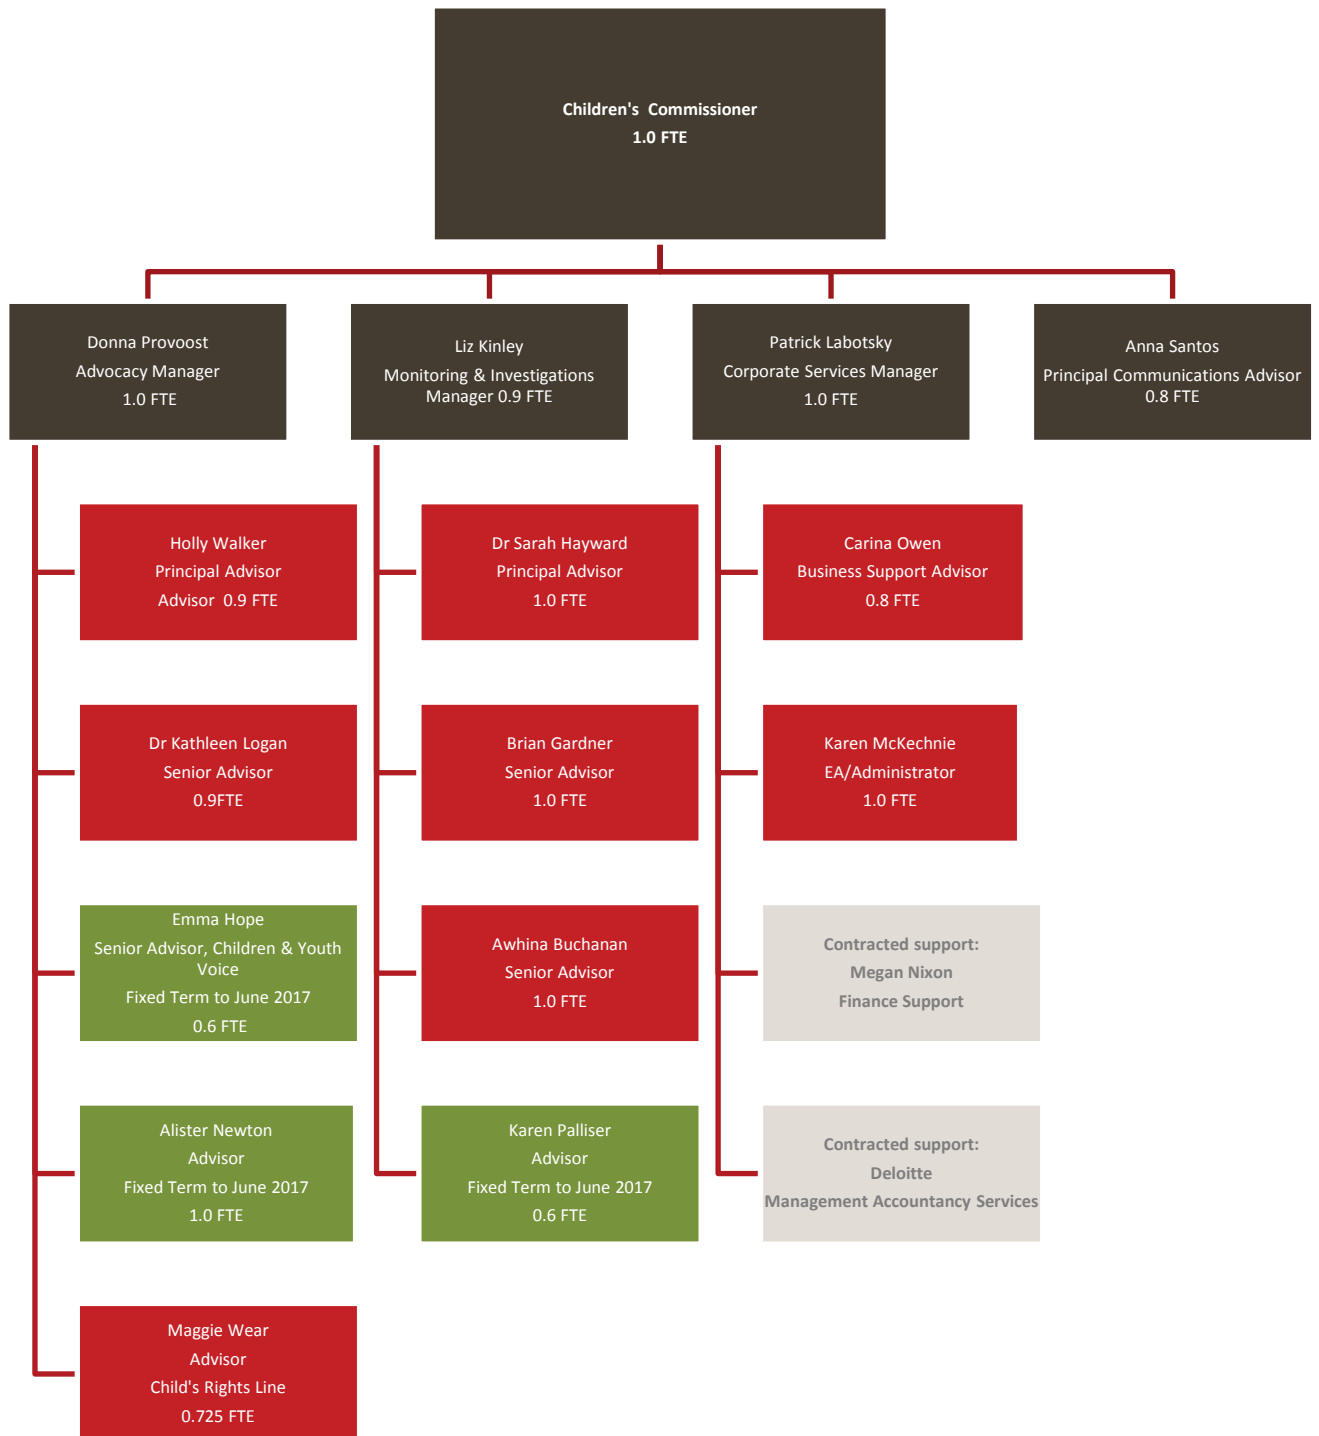 Children's Commissioner
1.0 FTE
Donna Provoost
Advocacy Manager
1.0 FTE
Liz Kinley
Monitoring & Investigations
Manager 0.9 FTE
Patrick Labotsky
Corporate Services Manager
1.0 FTE
Anna Santos
Principal Communications Advisor
0.8 FTE
Holly Walker
Principal Advisor
Advisor 0.9 FTE
Dr Sarah Hayward
Principal Advisor
1.0 FTE
Carina Owen
Business Support Advisor
0.8 FTE
Dr Kathleen Logan
Senior Advisor
0.9FTE
Brian Gardner
Senior Advisor
1.0 FTE
Karen McKechnie
EA/Administrator
1.0 FTE
Emma Hope
Senior Advisor, Children & Youth
Voice
Fixed Term to June 2017
0.6 FTE
Awhina Buchanan
Senior Advisor
1.0 FTE
Contracted support:
Megan Nixon
Finance Support
Alister Newton
Advisor
Fixed Term to June 2017
1.0 FTE
Karen Palliser
Advisor
Fixed Term to June 2017
0.6 FTE
Contracted support:
Deloitte
Management Accountancy Services
Maggie Wear
Advisor
Child's Rights Line
0.725 FTE